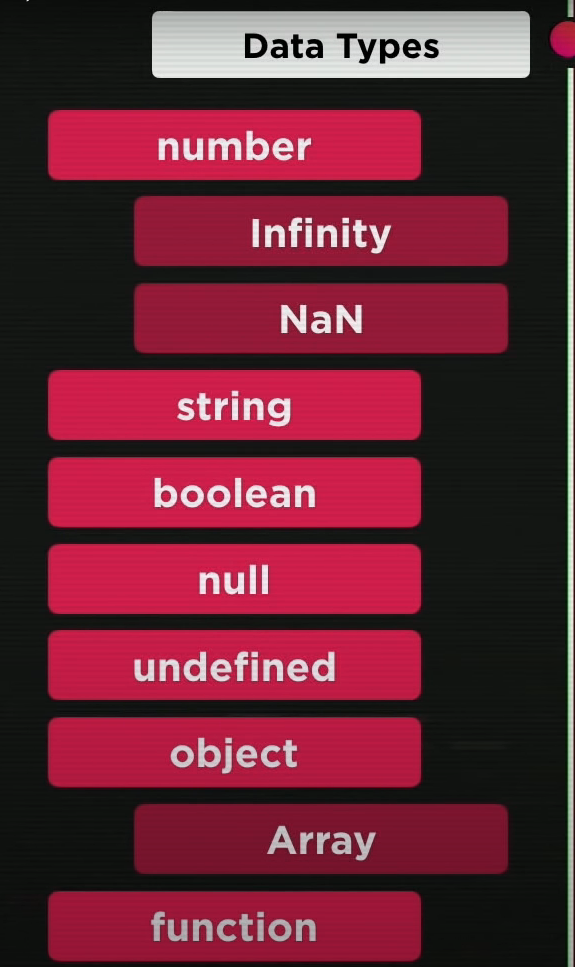 Data Types
number
Infinity
NaN
string
boolean
null
undefined
object
Array
function